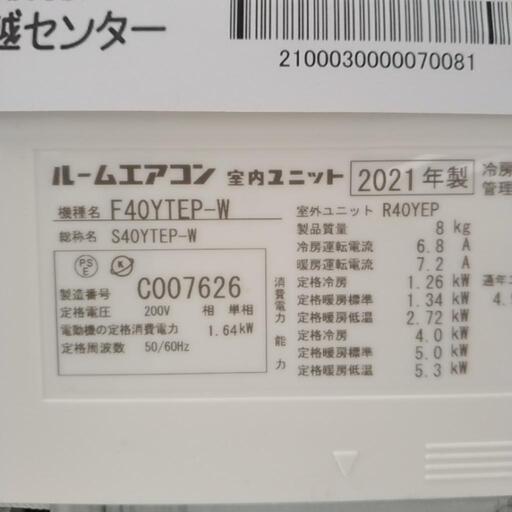 越センター
2100030000070081
ルームエアコン 室内ユニット 2021年製 冷房
管理
機種名 F40YTEP-W
総称名 S40YTEP-W
PSE
製造番号 C007626
定格電圧 200V 相 単相
電動機の定格消費電力 1.64kW
定格周波数 50/60Hz
室外ユニット R40YEP
製品質量 8 kg
冷房運転電流 6.8 A
暖房運転電流 7.2 A
消費電力
定格冷房 1.26 kW
定格暖房標準 1.34 kW
定格暖房低温 2.72 kW
能力
定格冷房 4.0 kW
定格暖房標準 5.0 kW
定格暖房低温 5.3 kW
通年